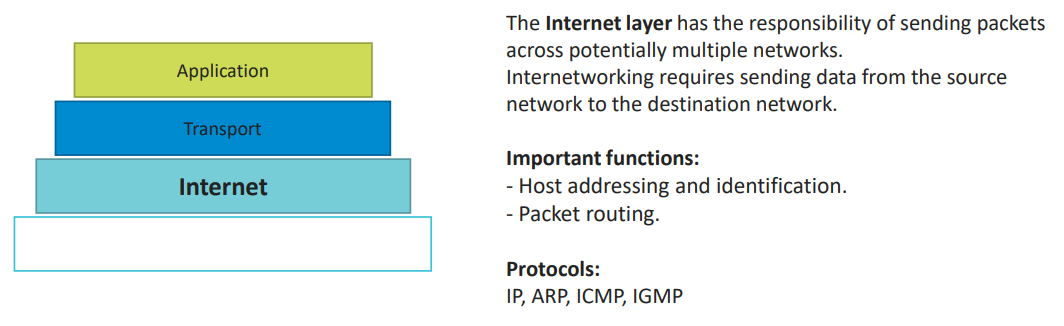 Application
Transport
Internet
The Internet layer has the responsibility of sending packets
across potentially multiple networks.
Internetworking requires sending data from the source
network to the destination network.
Important functions:
- Host addressing and identification.
- Packet routing.
Protocols:
IP, ARP, ICMP, IGMP